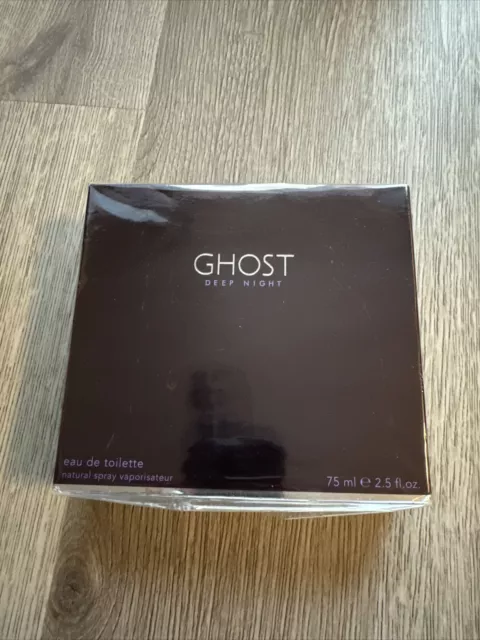 GHOST
DEEP NIGHT
eau de toilette
natural spray vaporisateur
75 ml ℮ 2.5 fl.oz.